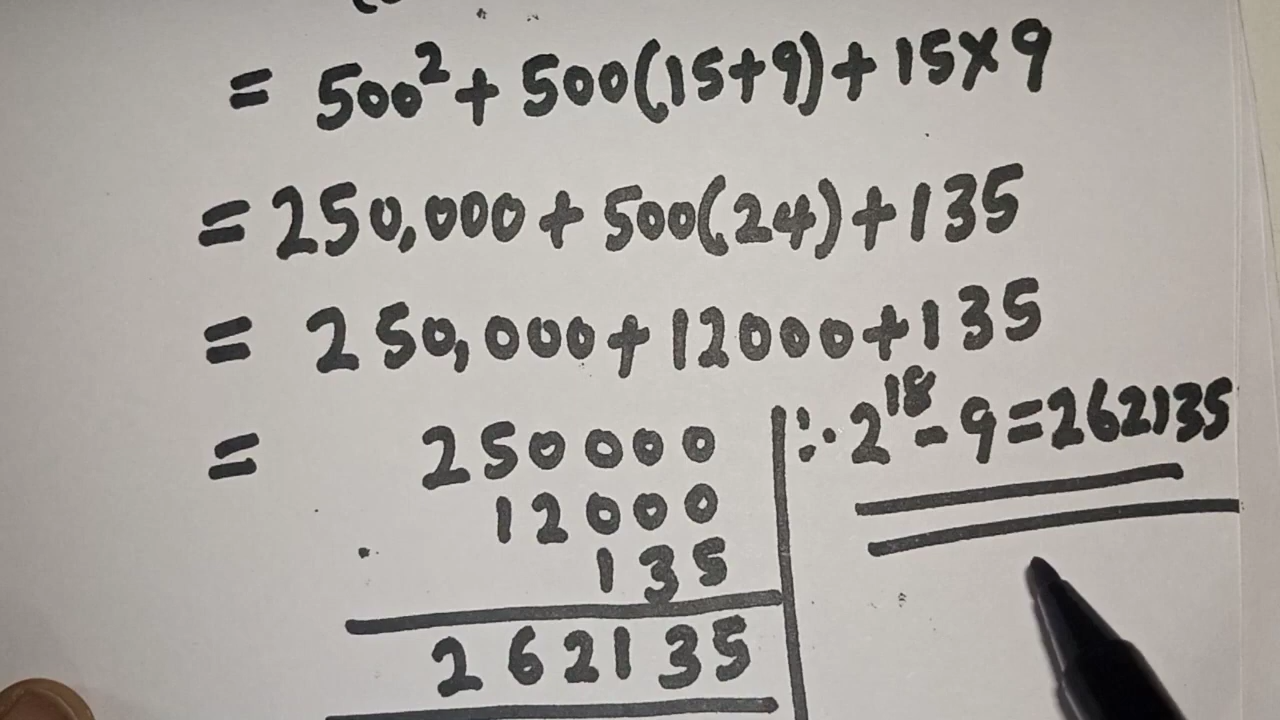 = 500² + 500(15+9) + 15×9
= 250,000 + 500(24) + 135
= 250,000 + 12000 + 135
= 250000
12000
135
262135
∴ 2¹⁸ - 9 = 262135